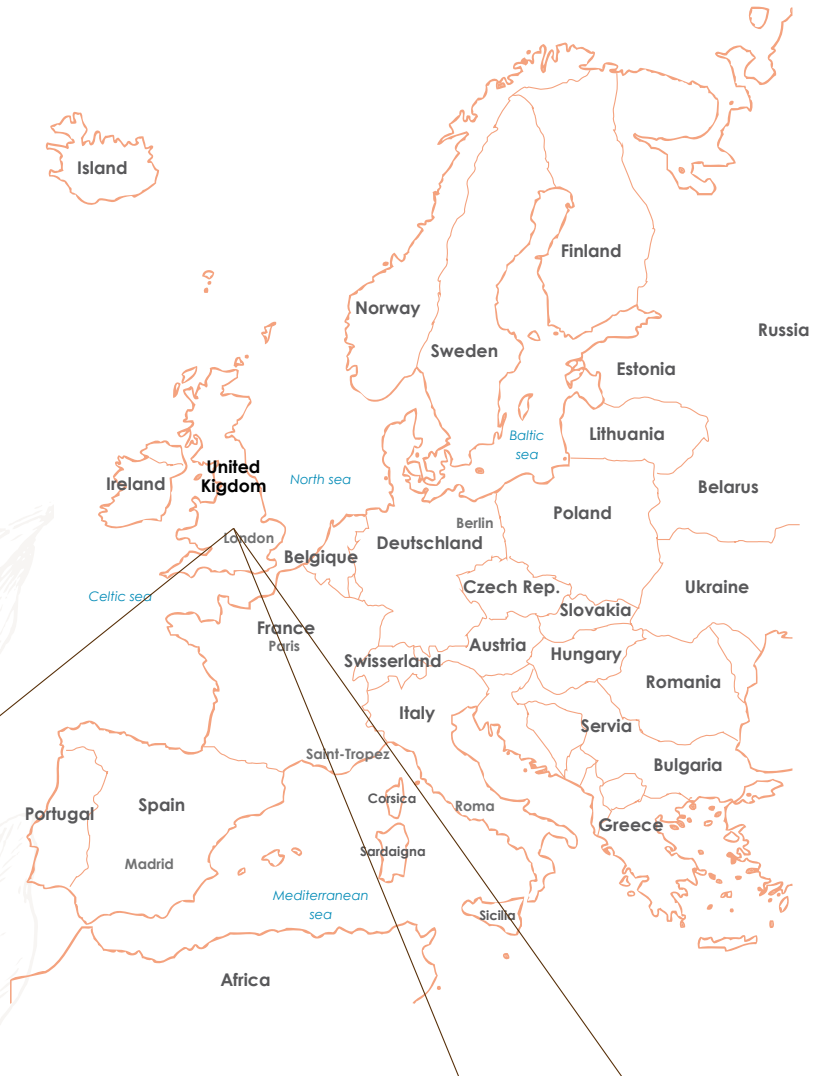 Island
Finland
Norway
Russia
Sweden
Estonia
Baltic
sea
Lithuania
United
Kigdom
North sea
Ireland
Belarus
Poland
Berlin
London
Deutschland
Belgique
Czech Rep.
Ukraine
Celtic sea
Slovakia
France
Paris
Austria
Hungary
Swisserland
Romania
Italy
Servia
Saint-Tropez
Bulgaria
Corsica
Spain
Roma
Portugal
Greece
Sardaigna
Madrid
Mediterranean
sea
Sicilia
Africa